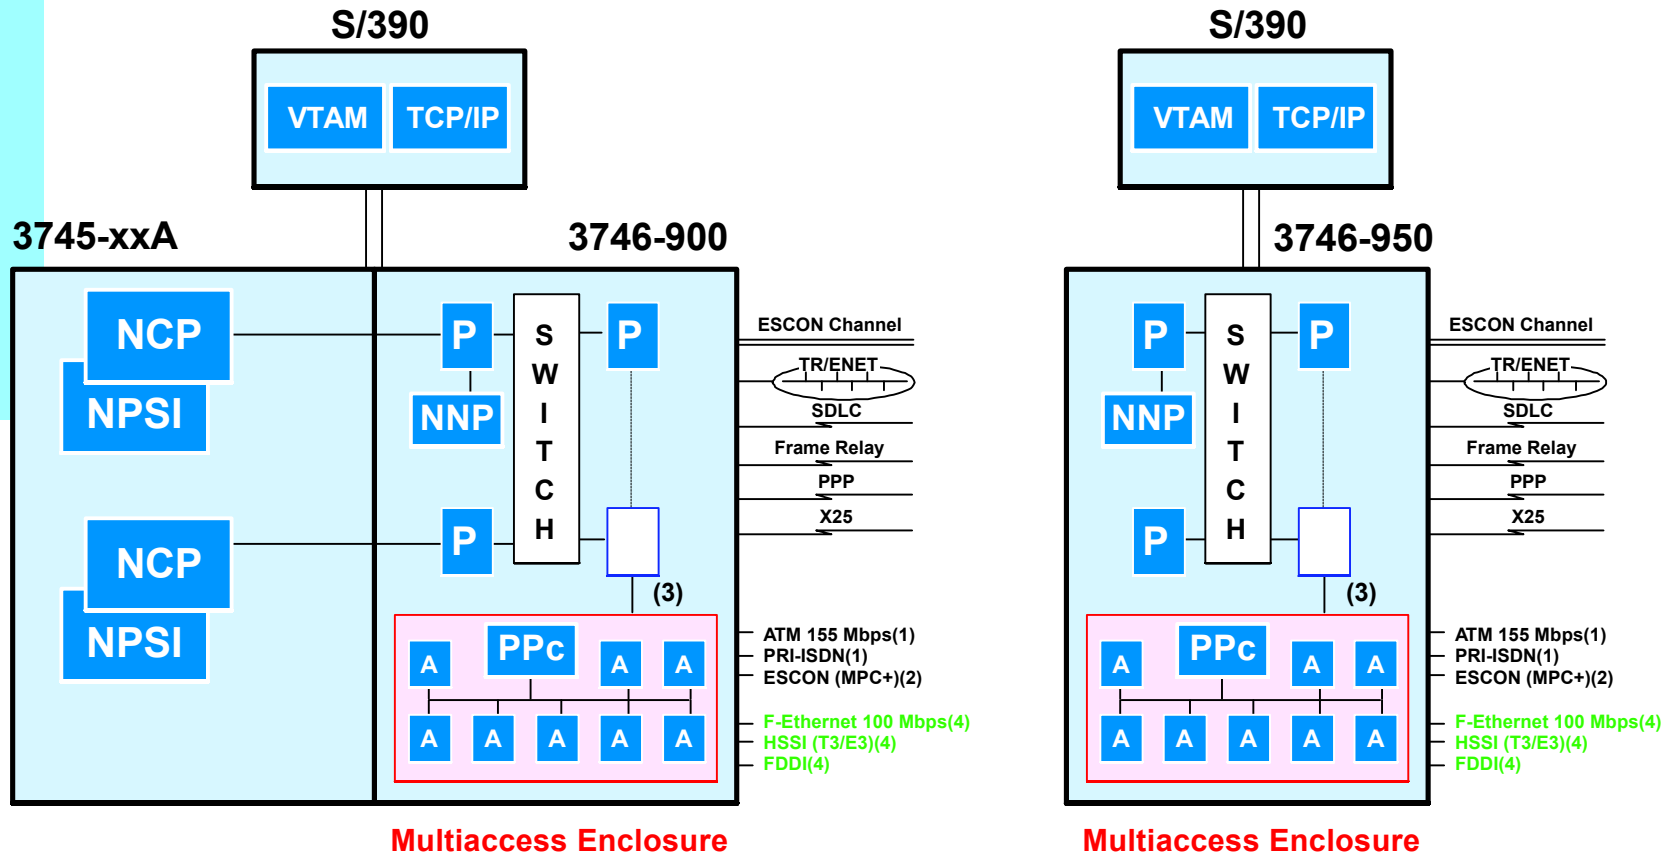 S/390
VTAM
TCP/IP
3745-xxA
3746-900
NCP
NPSI
NCP
NPSI
P
NNP
P
S
W
I
T
C
H
P
(3)
PPc
A
A
A
A
A
A
A
A
ESCON Channel
TR/ENET
SDLC
Frame Relay
PPP
X25
ATM 155 Mbps(1)
PRI-ISDN(1)
ESCON (MPC+)(2)
F-Ethernet 100 Mbps(4)
HSSI (T3/E3)(4)
FDDI(4)
Multiaccess Enclosure
S/390
VTAM
TCP/IP
3746-950
P
NNP
P
S
W
I
T
C
H
P
(3)
PPc
A
A
A
A
A
A
A
A
ESCON Channel
TR/ENET
SDLC
Frame Relay
PPP
X25
ATM 155 Mbps(1)
PRI-ISDN(1)
ESCON (MPC+)(2)
F-Ethernet 100 Mbps(4)
HSSI (T3/E3)(4)
FDDI(4)
Multiaccess Enclosure